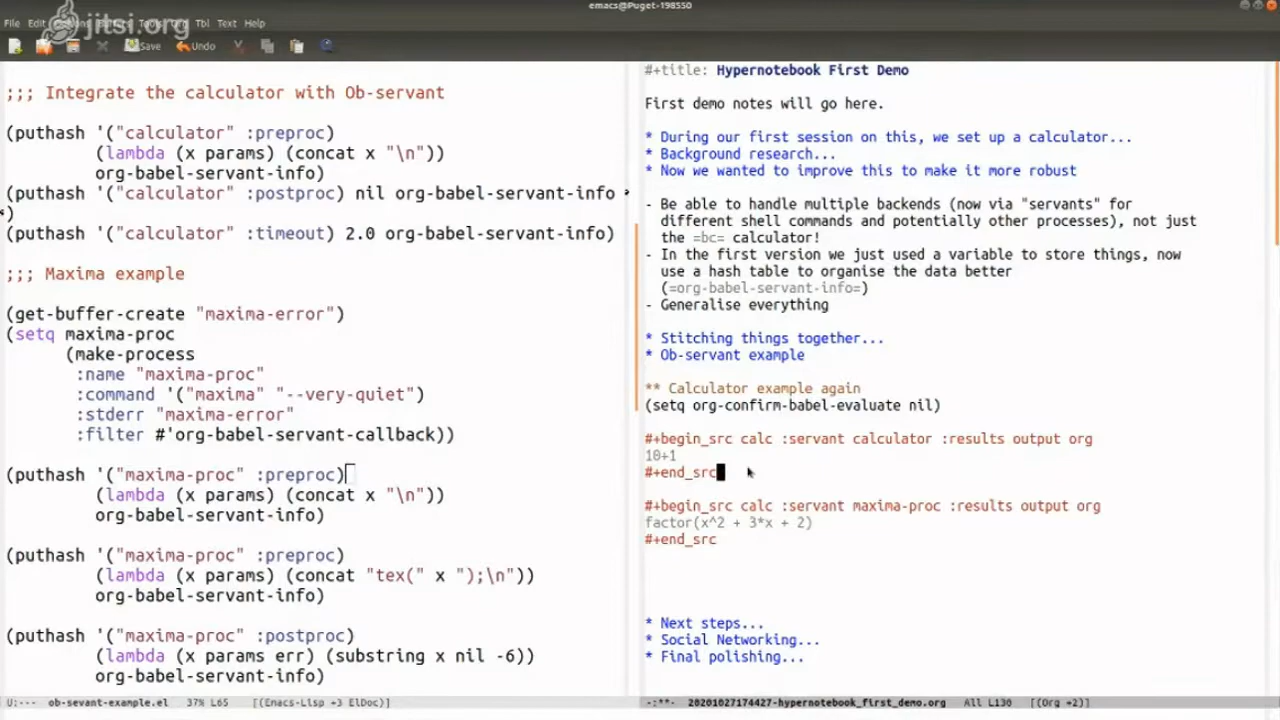 emacs@Puget-198550
File Edit Options Buffers Tools Org Tbl Text Help
jitsi.org
Save Undo
;;; Integrate the calculator with Ob-servant
(puthash '("calculator" :preproc)
(lambda (x params) (concat x "\n"))
org-babel-servant-info)
(puthash '("calculator" :postproc) nil org-babel-servant-info
)
(puthash '("calculator" :timeout) 2.0 org-babel-servant-info)
;;; Maxima example
(get-buffer-create "maxima-error")
(setq maxima-proc
(make-process
:name "maxima-proc"
:command '("maxima" "--very-quiet")
:stderr "maxima-error"
:filter #'org-babel-servant-callback))
(puthash '("maxima-proc" :preproc)
(lambda (x params) (concat x "\n"))
org-babel-servant-info)
(puthash '("maxima-proc" :preproc)
(lambda (x params) (concat "tex(" x ");\n"))
org-babel-servant-info)
(puthash '("maxima-proc" :postproc)
(lambda (x params err) (substring x nil -6))
org-babel-servant-info)
U:--- ob-sevant-example.el 37% L65 [(Emacs-Lisp +3 ElDoc)]
#+title: Hypernotebook First Demo
First demo notes will go here.
* During our first session on this, we set up a calculator...
* Background research...
* Now we wanted to improve this to make it more robust
- Be able to handle multiple backends (now via "servants" for
different shell commands and potentially other processes), not just
the =bc= calculator!
- In the first version we just used a variable to store things, now
use a hash table to organise the data better
(=org-babel-servant-info=)
- Generalise everything
* Stitching things together...
* Ob-servant example
** Calculator example again
(setq org-confirm-babel-evaluate nil)
#+begin_src calc :servant calculator :results output org
10+1
#+end_src
#+begin_src calc :servant maxima-proc :results output org
factor(x^2 + 3*x + 2)
#+end_src
* Next steps...
* Social Networking...
* Final polishing...
-:**- 20201027174427-hypernotebook_first_demo.org All L130 [(Org +2)]